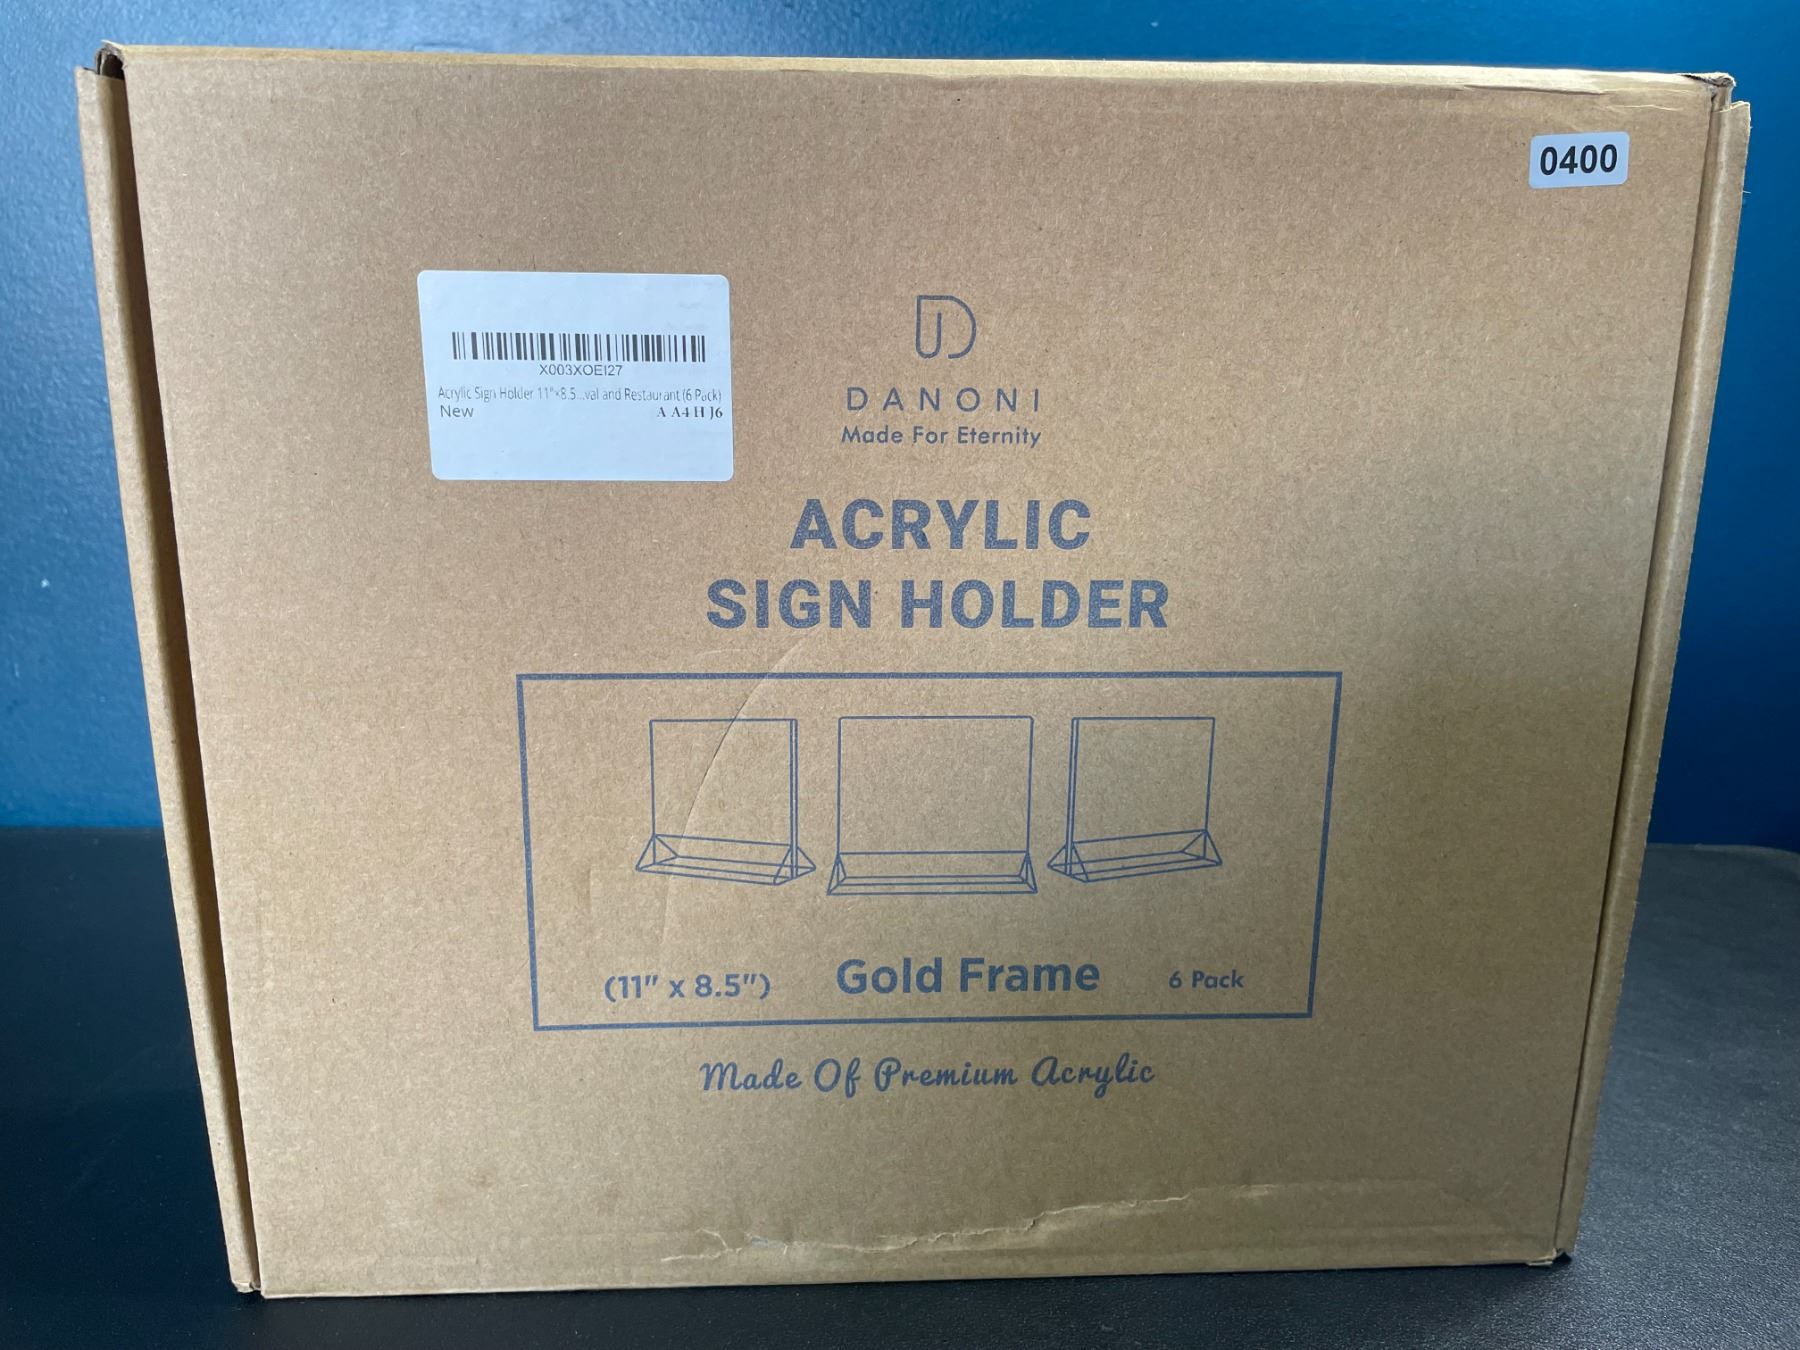 0400
X003XOEI27
Acrylic Sign Holder 11"×8.5...val and Restaurant (6 Pack)
New A A4 H J6
DANONI
Made For Eternity
ACRYLIC
SIGN HOLDER
(11" x 8.5") Gold Frame 6 Pack
Made Of Premium Acrylic